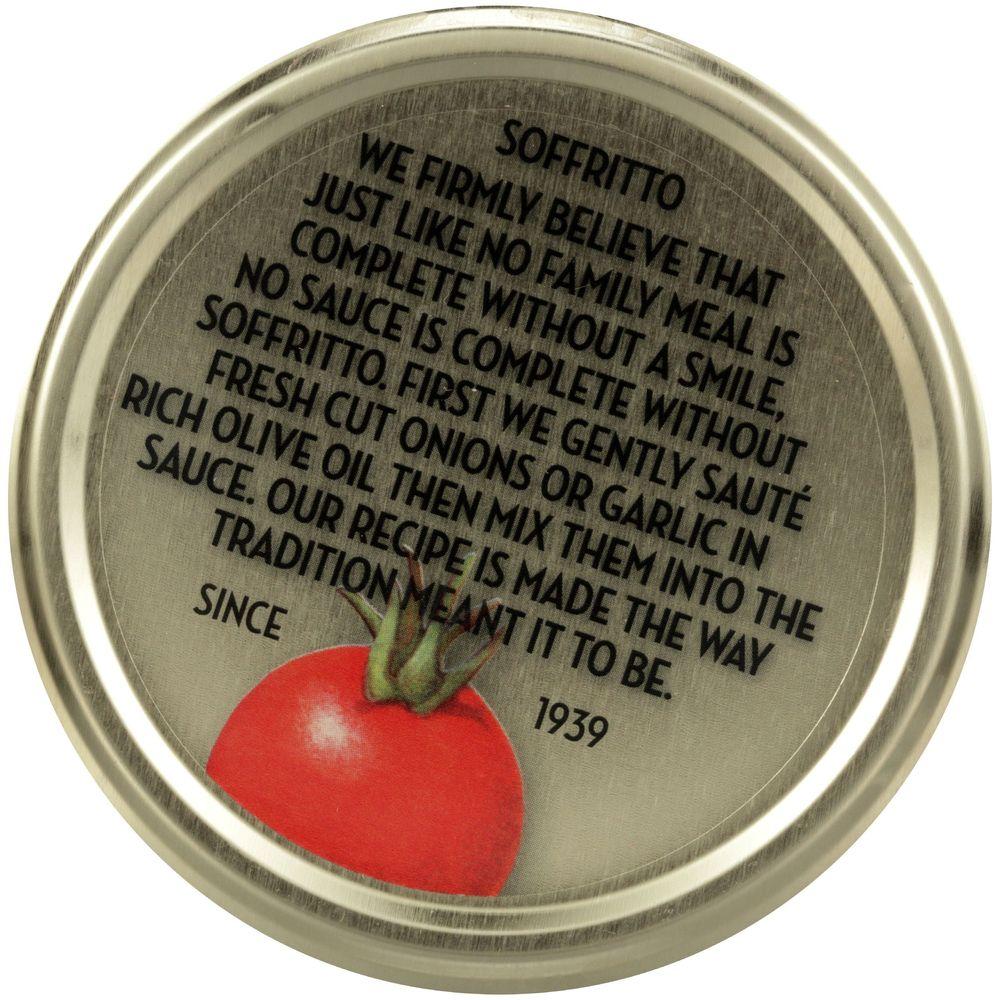 SOFFRITTO
WE FIRMLY BELIEVE THAT
JUST LIKE NO FAMILY MEAL IS
COMPLETE WITHOUT A SMILE,
NO SAUCE IS COMPLETE WITHOUT
SOFFRITTO. FIRST WE GENTLY SAUTÉ
FRESH CUT ONIONS OR GARLIC IN
RICH OLIVE OIL THEN MIX THEM INTO THE
SAUCE. OUR RECIPE IS MADE THE WAY
TRADITION MEANT IT TO BE.
SINCE 1939